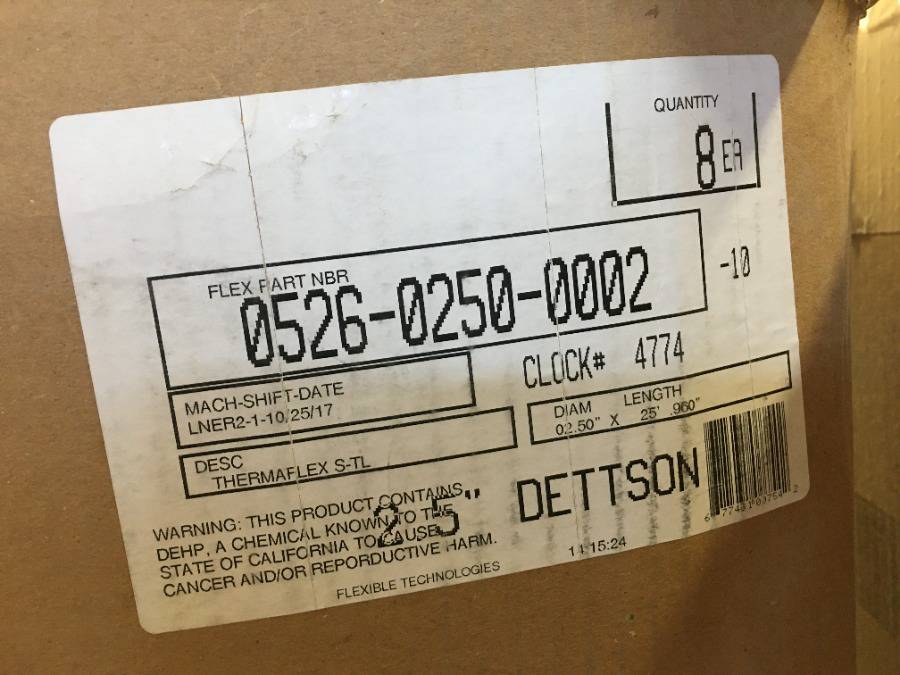 QUANTITY
8 EA
FLEX PART NBR
0526-0250-0002
-10
CLOCK# 4774
MACH-SHIFT-DATE
LNER2-1-10/25/17
DIAM LENGTH
02.50" X 25' .960"
DESC
THERMAFLEX S-TL
DETTSON
2.5"
WARNING: THIS PRODUCT CONTAINS
DEHP, A CHEMICAL KNOWN TO THE
STATE OF CALIFORNIA TO CAUSE
CANCER AND/OR REPORDUCTIVE HARM.
14:15:24
FLEXIBLE TECHNOLOGIES